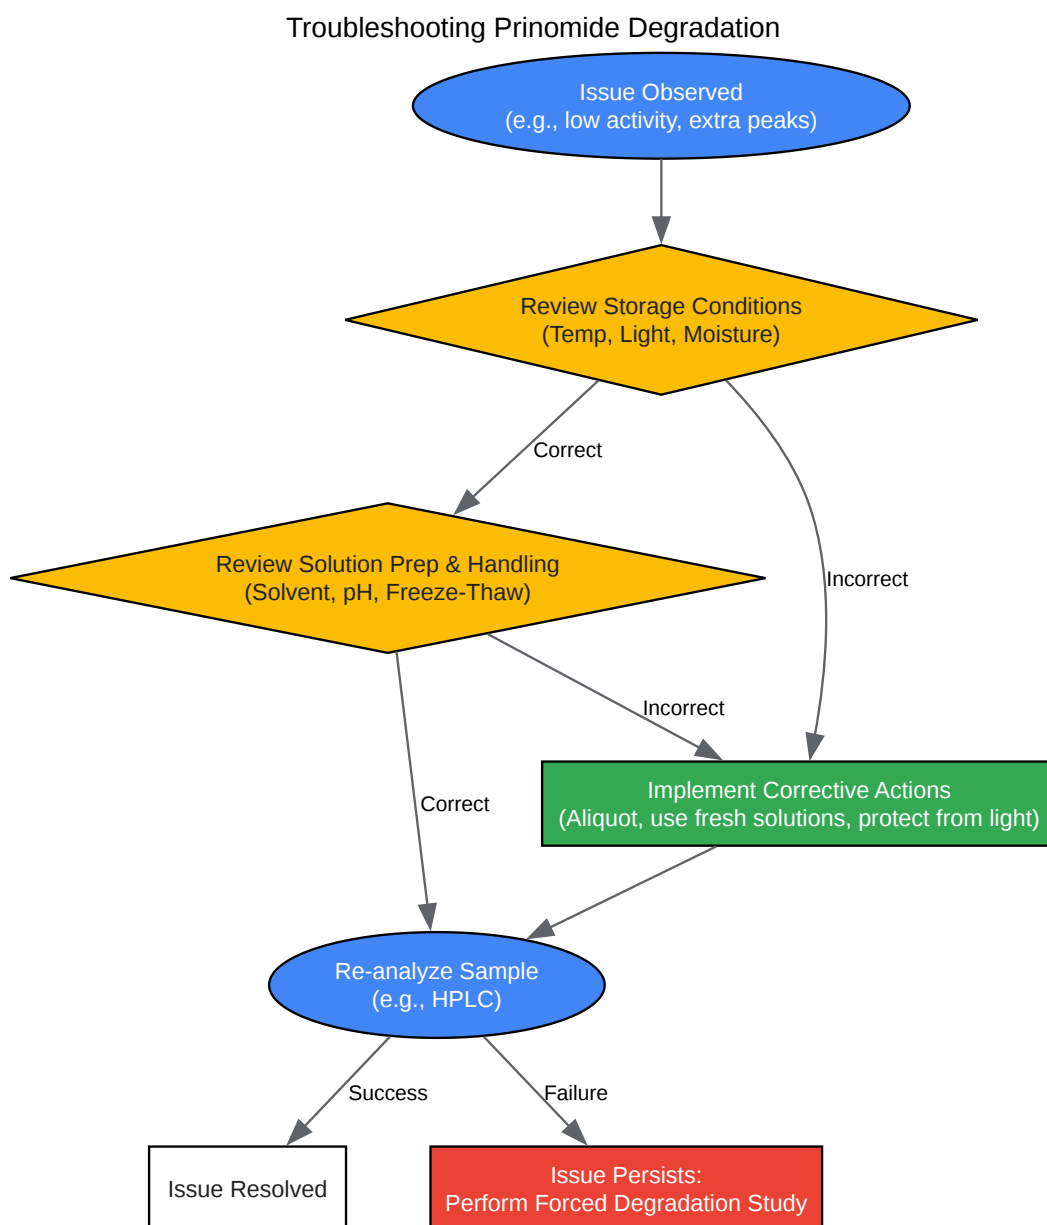 Troubleshooting Prinomide Degradation
Issue Observed
(e.g., low activity, extra peaks)
Review Storage Conditions
(Temp, Light, Moisture)
Correct
Incorrect
Review Solution Prep & Handling
(Solvent, pH, Freeze-Thaw)
Incorrect
Correct
Implement Corrective Actions
(Aliquot, use fresh solutions, protect from light)
Re-analyze Sample
(e.g., HPLC)
Success
Failure
Issue Resolved
Issue Persists:
Perform Forced Degradation Study